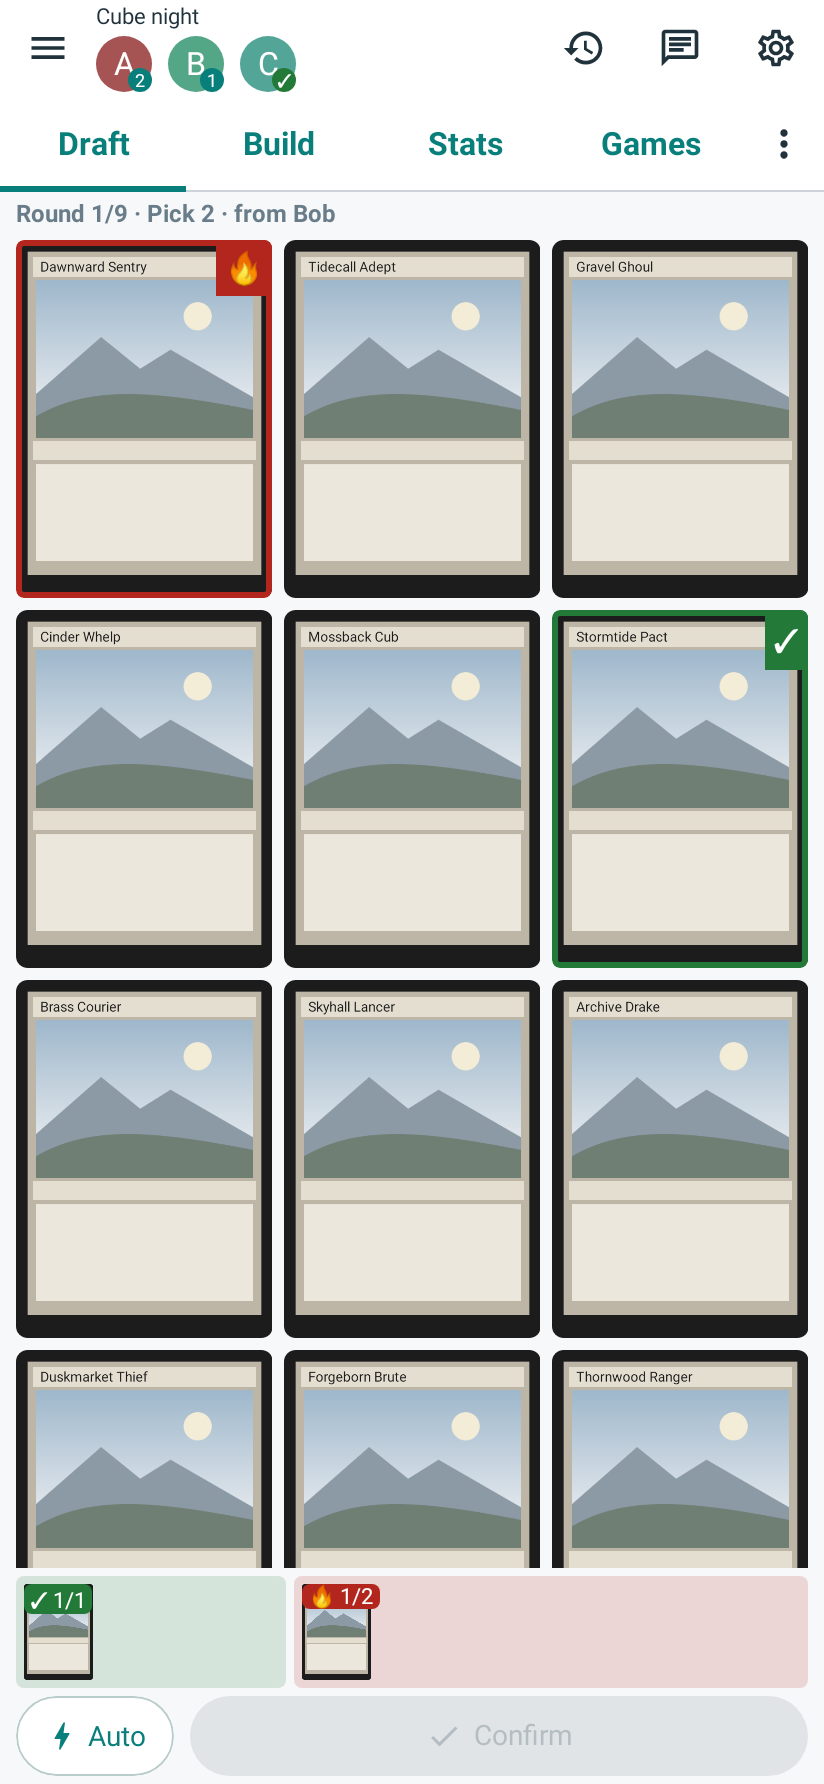 Cube night
A 2 B 1 C ✓
Draft Build Stats Games
Round 1/9 · Pick 2 · from Bob
Dawnward Sentry 🔥 Tidecall Adept Gravel Ghoul
Cinder Whelp Mossback Cub Stormtide Pact ✓
Brass Courier Skyhall Lancer Archive Drake
Duskmarket Thief Forgeborn Brute Thornwood Ranger
✓ 1/1 🔥 1/2
Auto ✓ Confirm